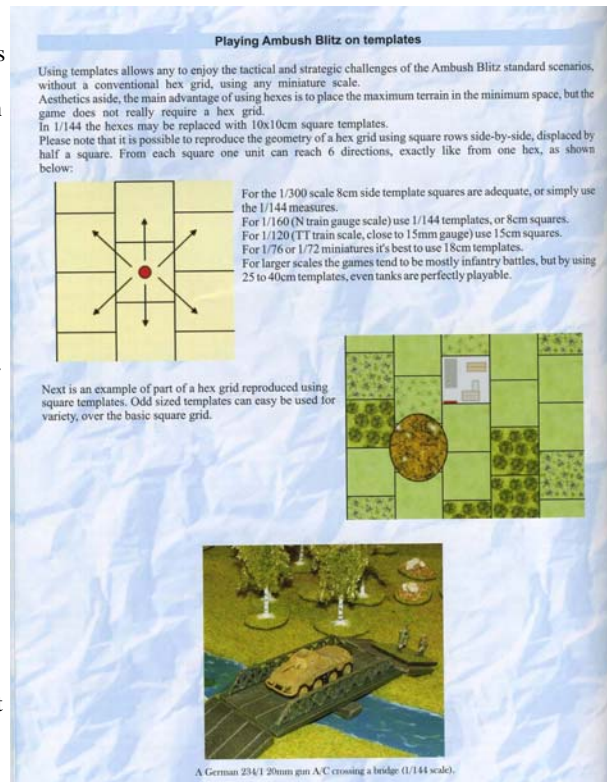 Playing Ambush Blitz on templates
Using templates allows any to enjoy the tactical and strategic challenges of the Ambush Blitz standard scenarios,
without a conventional hex grid, using any miniature scale.
Aesthetics aside, the main advantage of using hexes is to place the maximum terrain in the minimum space, but the
game does not really require a hex grid.
In 1/144 the hexes may be replaced with 10x10cm square templates.
Please note that it is possible to reproduce the geometry of a hex grid using square rows side-by-side, displaced by
half a square. From each square one unit can reach 6 directions, exactly like from one hex, as shown
below:
For the 1/300 scale 8cm side template squares are adequate, or simply use
the 1/144 measures.
For 1/160 (N train gauge scale) use 1/144 templates, or 8cm squares.
For 1/120 (TT train scale, close to 15mm gauge) use 15cm squares.
For 1/76 or 1/72 miniatures it's best to use 18cm templates.
For larger scales the games tend to be mostly infantry battles, but by using
25 to 40cm templates, even tanks are perfectly playable.
Next is an example of part of a hex grid reproduced using
square templates. Odd sized templates can easy be used for
variety, over the basic square grid.
A German 234/1 20mm gun A/C crossing a bridge (1/144 scale).